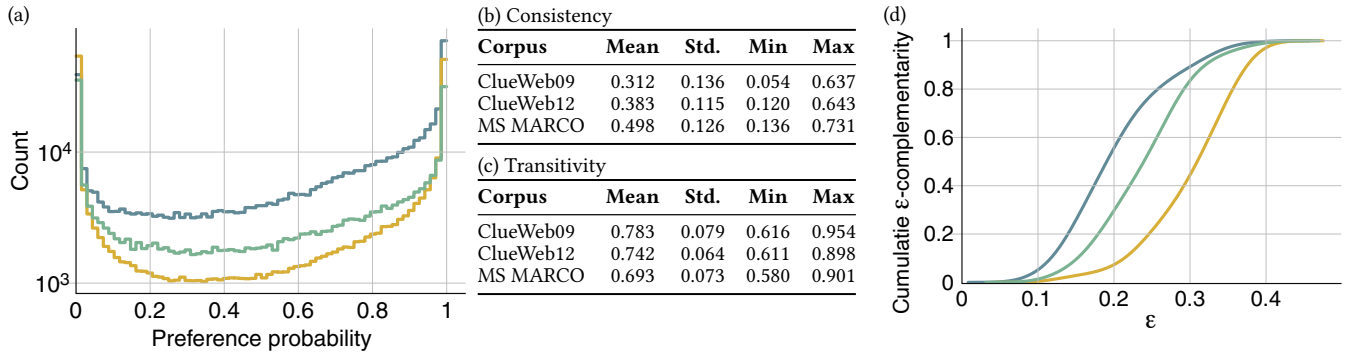 (a)
Count
10⁴
10³
0 0.2 0.4 0.6 0.8 1
Preference probability
(b) Consistency
Corpus Mean Std. Min Max
ClueWeb09 0.312 0.136 0.054 0.637
ClueWeb12 0.383 0.115 0.120 0.643
MS MARCO 0.498 0.126 0.136 0.731
(c) Transitivity
Corpus Mean Std. Min Max
ClueWeb09 0.783 0.079 0.616 0.954
ClueWeb12 0.742 0.064 0.611 0.898
MS MARCO 0.693 0.073 0.580 0.901
(d)
Cumulatie ε-complementarity
1
0.8
0.6
0.4
0.2
0
0 0.1 0.2 0.3 0.4
ε